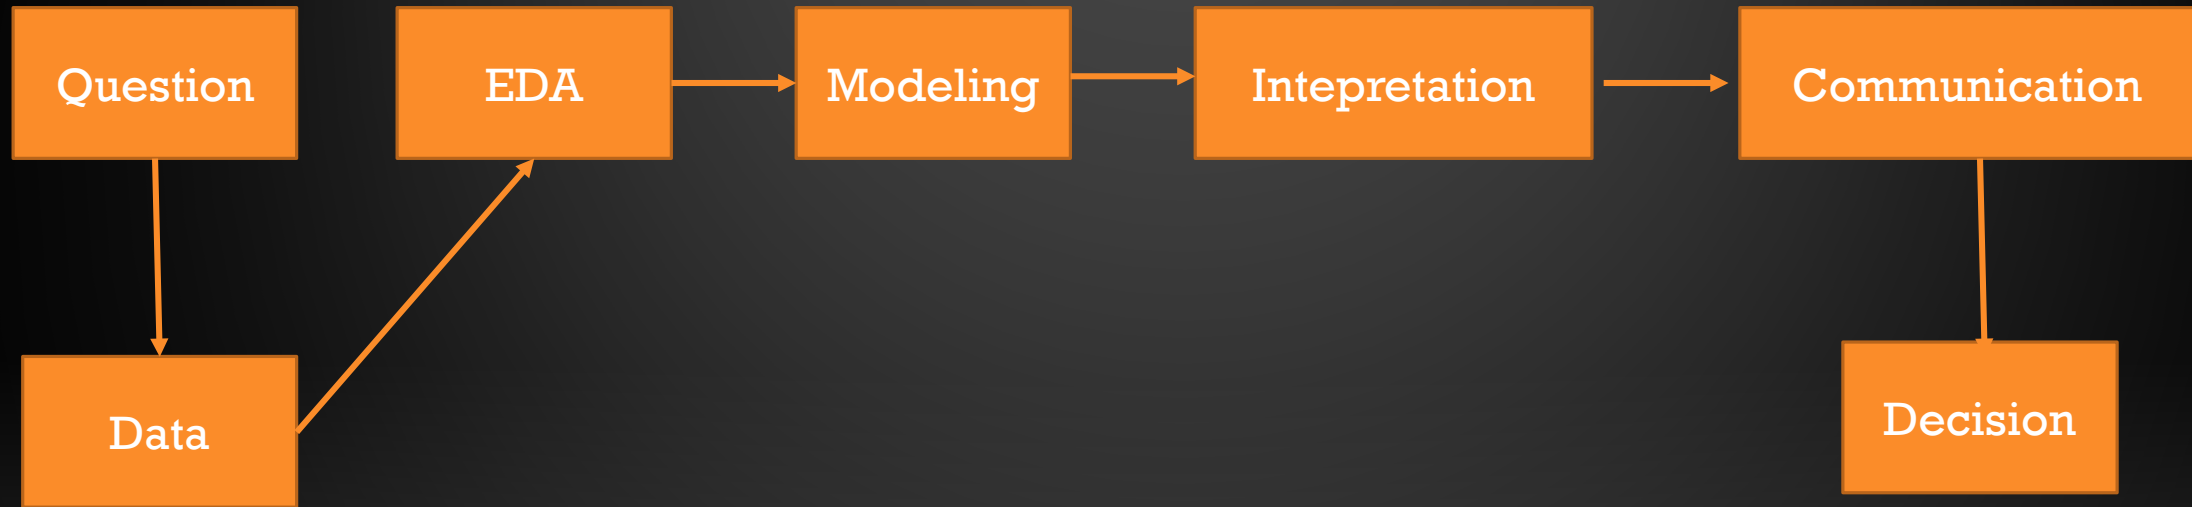 Question
EDA
Modeling
Intepretation
Communication
Data
Decision